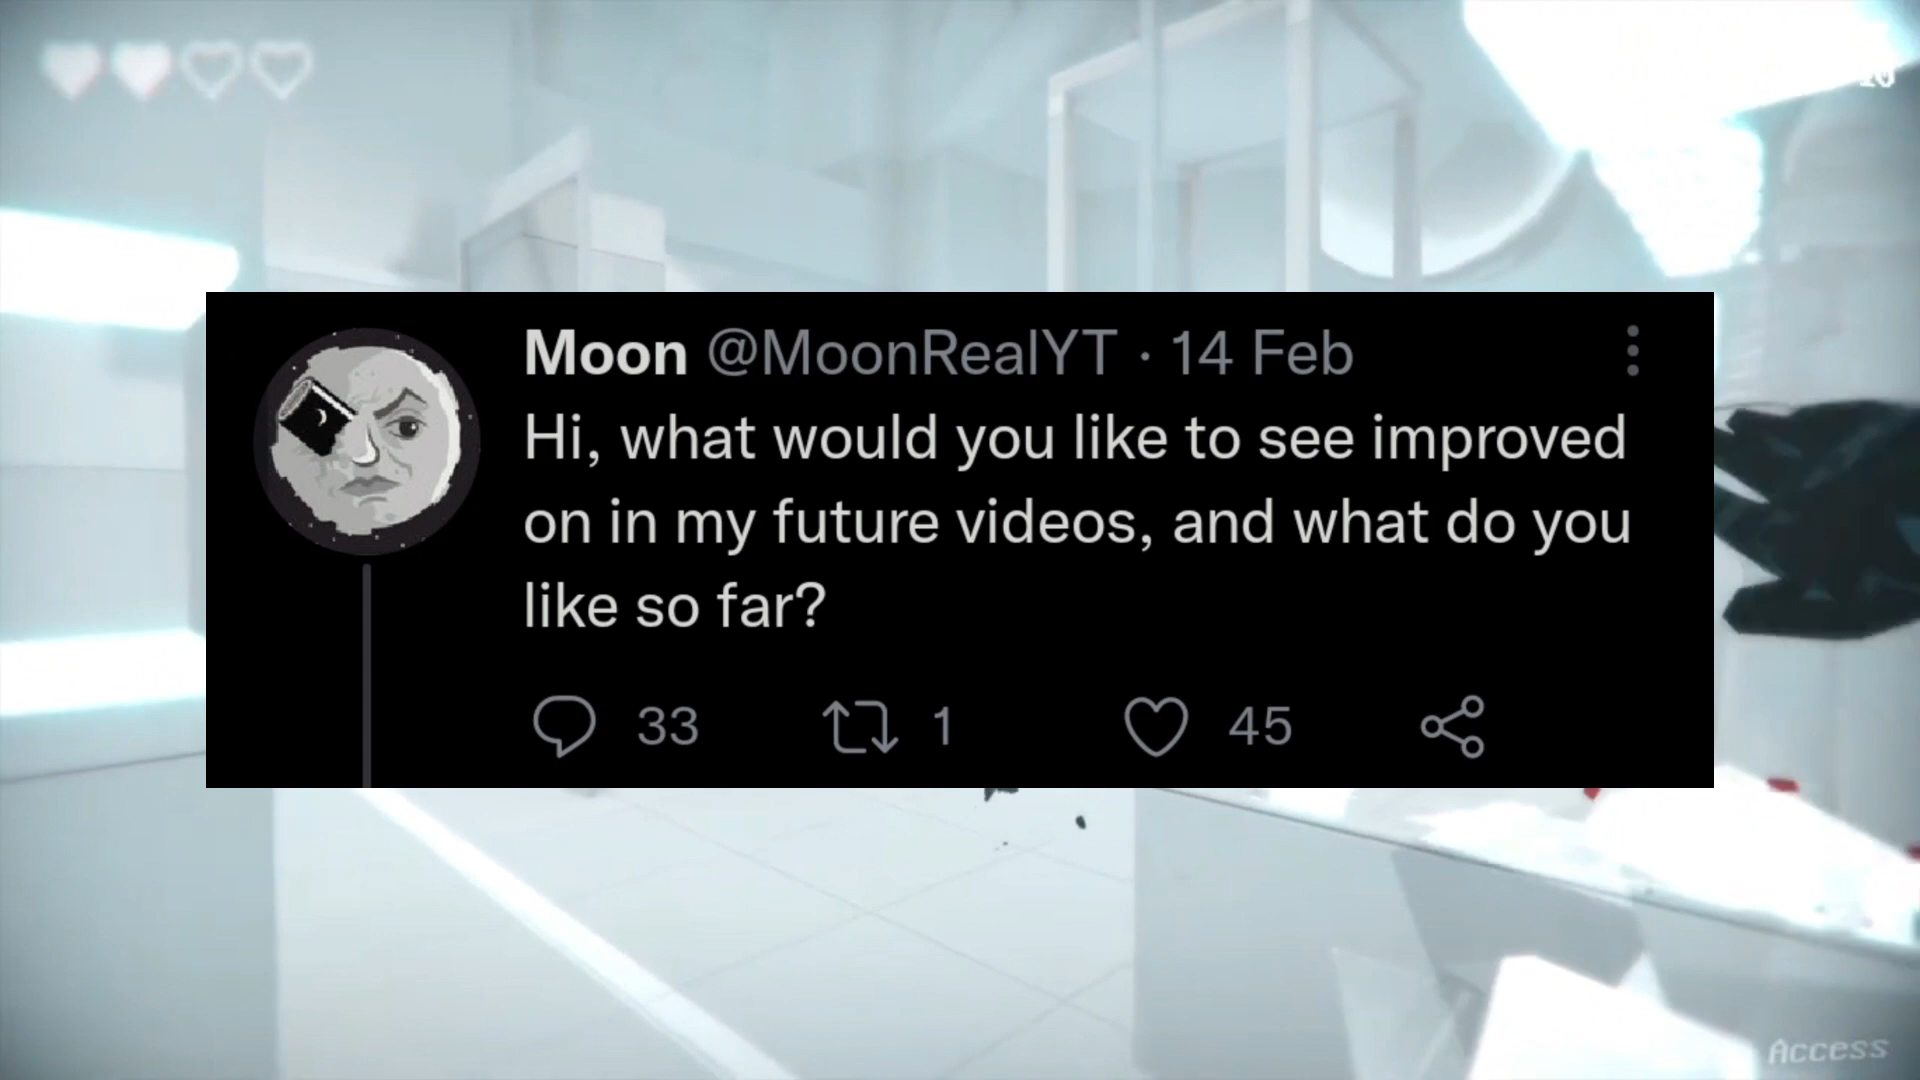 Moon @MoonRealYT · 14 Feb
Hi, what would you like to see improved
on in my future videos, and what do you
like so far?
33 1 45
Access